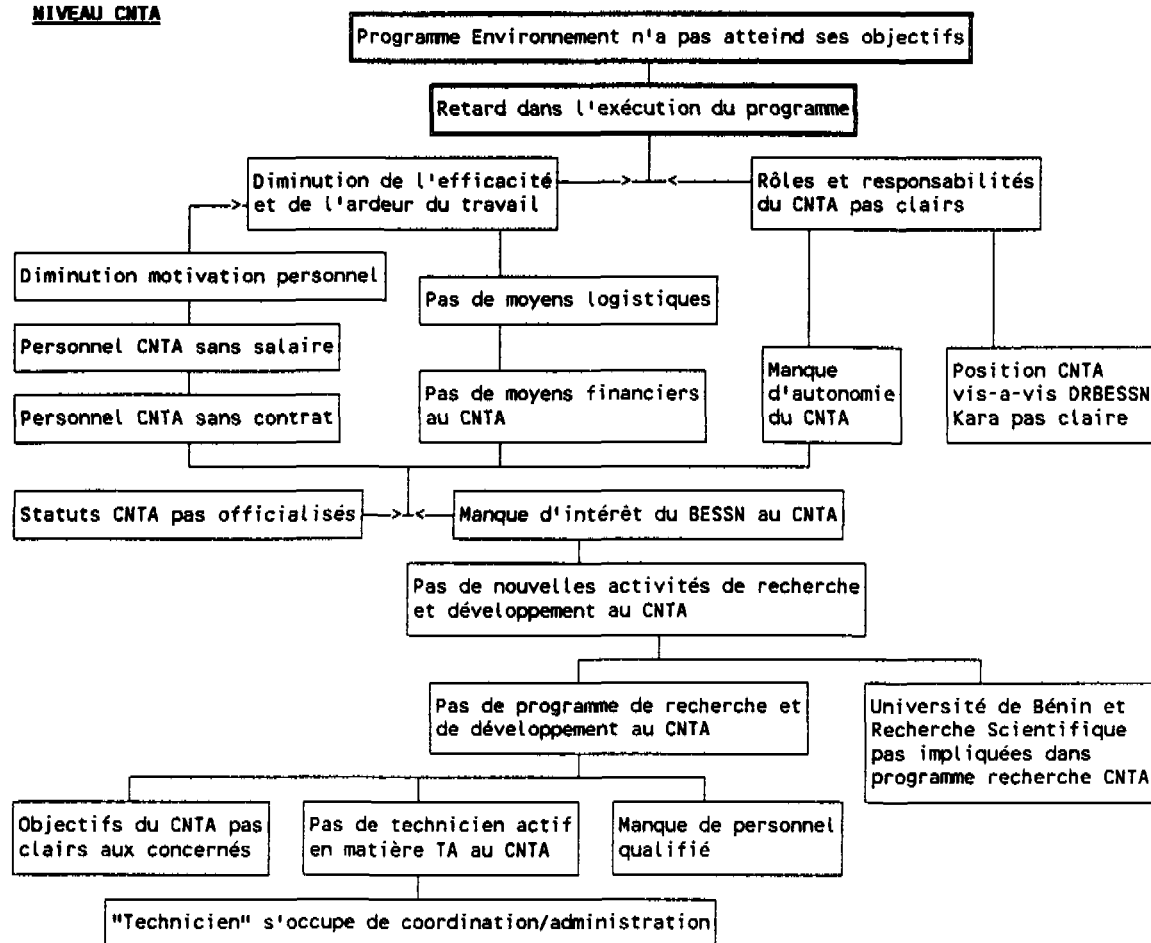 NIVEAU CNTA
Programme Environnement n'a pas atteind ses objectifs
Retard dans l'exécution du programme
Diminution de l'efficacité
et de l'ardeur du travail
Rôles et responsabilités
du CNTA pas clairs
Diminution motivation personnel
Pas de moyens logistiques
Personnel CNTA sans salaire
Manque
d'autonomie
du CNTA
Position CNTA
vis-a-vis DRBESSN
Kara pas claire
Personnel CNTA sans contrat
Pas de moyens financiers
au CNTA
Statuts CNTA pas officialisés
Manque d'intérêt du BESSN au CNTA
Pas de nouvelles activités de recherche
et développement au CNTA
Pas de programme de recherche et
de développement au CNTA
Université de Bénin et
Recherche Scientifique
pas impliquées dans
programme recherche CNTA
Objectifs du CNTA pas
clairs aux concernés
Pas de technicien actif
en matière TA au CNTA
Manque de personnel
qualifié
"Technicien" s'occupe de coordination/administration